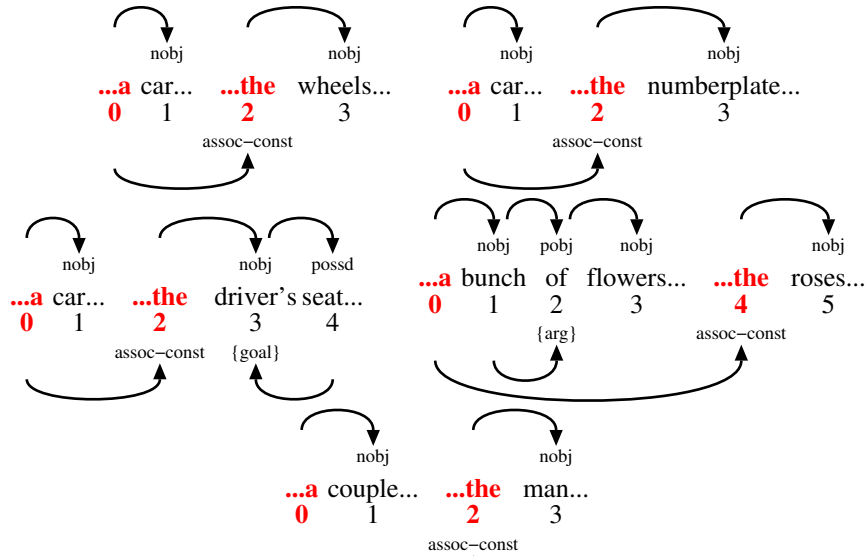 nobj nobj
...a car... ...the wheels...
0 1 2 3
assoc−const
nobj nobj
...a car... ...the numberplate...
0 1 2 3
assoc−const
nobj nobj possd
...a car... ...the driver's seat...
0 1 2 3 4
assoc−const {goal}
nobj pobj nobj nobj
...a bunch of flowers... ...the roses...
0 1 2 3 4 5
{arg} assoc−const
nobj nobj
...a couple... ...the man...
0 1 2 3
assoc−const